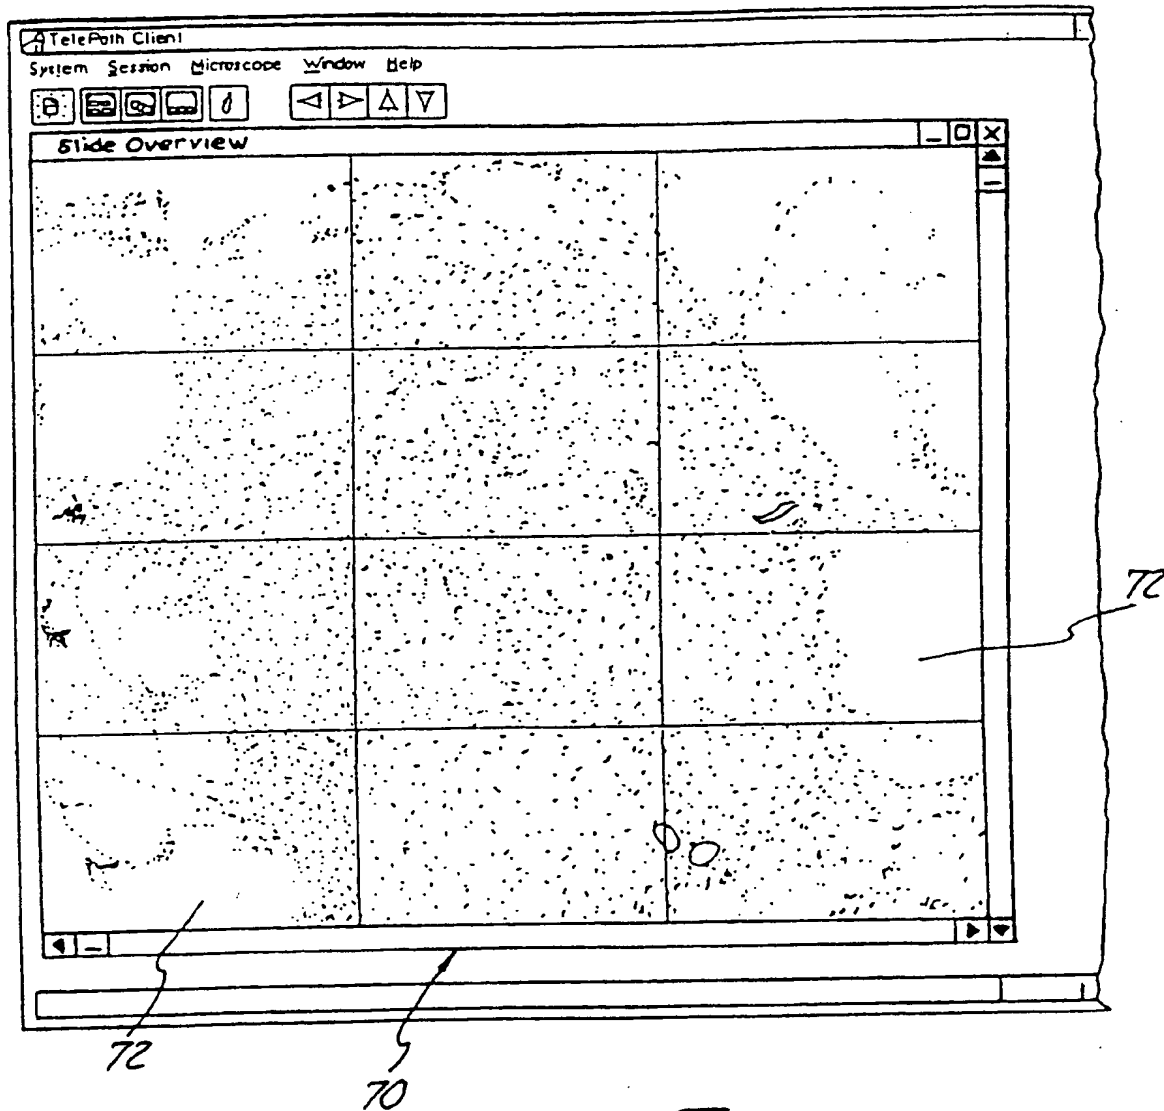 TelePath Client
System Session Microscope Window Help
Slide Overview
72
72
70